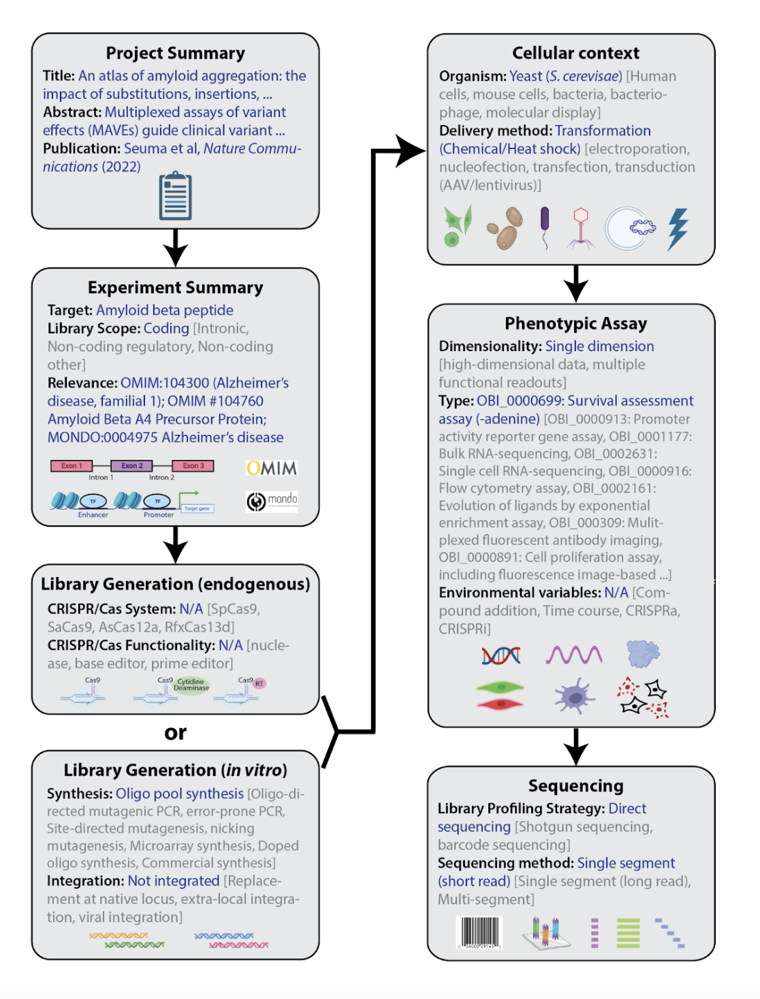 Project Summary
Title: An atlas of amyloid aggregation: the
impact of substitutions, insertions, ...
Abstract: Multiplexed assays of variant
effects (MAVEs) guide clinical variant ...
Publication: Seuma et al, Nature Commu-
nications (2022)
Experiment Summary
Target: Amyloid beta peptide
Library Scope: Coding [Intronic,
Non-coding regulatory, Non-coding
other]
Relevance: OMIM:104300 (Alzheimer's
disease, familial 1); OMIM #104760
Amyloid Beta A4 Precursor Protein;
MONDO:0004975 Alzheimer's disease
Exon 1
Exon 2
Exon 3
Intron 1
Intron 2
OMIM
TF
TF
Target gene
Enhancer
Promoter
mondo
Library Generation (endogenous)
CRISPR/Cas System: N/A [SpCas9,
SaCas9, AsCas12a, RfxCas13d]
CRISPR/Cas Functionality: N/A [nucle-
ase, base editor, prime editor]
Cas9
Cas9
Cytidine
Deaminase
Cas9
RT
or
Library Generation (in vitro)
Synthesis: Oligo pool synthesis [Oligo-di-
rected mutagenic PCR, error-prone PCR,
Site-directed mutagenesis, nicking
mutagenesis, Microarray synthesis, Doped
oligo synthesis, Commercial synthesis]
Integration: Not integrated [Replace-
ment at native locus, extra-local integra-
tion, viral integration]
Cellular context
Organism: Yeast (S. cerevisae) [Human
cells, mouse cells, bacteria, bacterio-
phage, molecular display]
Delivery method: Transformation
(Chemical/Heat shock) [electroporation,
nucleofection, transfection, transduction
(AAV/lentivirus)]
Phenotypic Assay
Dimensionality: Single dimension
[high-dimensional data, multiple
functional readouts]
Type: OBI_0000699: Survival assessment
assay (-adenine) [OBI_0000913: Promoter
activity reporter gene assay, OBI_0001177:
Bulk RNA-sequencing, OBI_0002631:
Single cell RNA-sequencing, OBI_0000916:
Flow cytometry assay, OBI_0002161:
Evolution of ligands by exponential
enrichment assay, OBI_000309: Mulit-
plexed fluorescent antibody imaging,
OBI_0000891: Cell proliferation assay,
including fluorescence image-based ...]
Environmental variables: N/A [Com-
pound addition, Time course, CRISPRa,
CRISPRi]
Sequencing
Library Profiling Strategy: Direct
sequencing [Shotgun sequencing,
barcode sequencing]
Sequencing method: Single segment
(short read) [Single segment (long read),
Multi-segment]